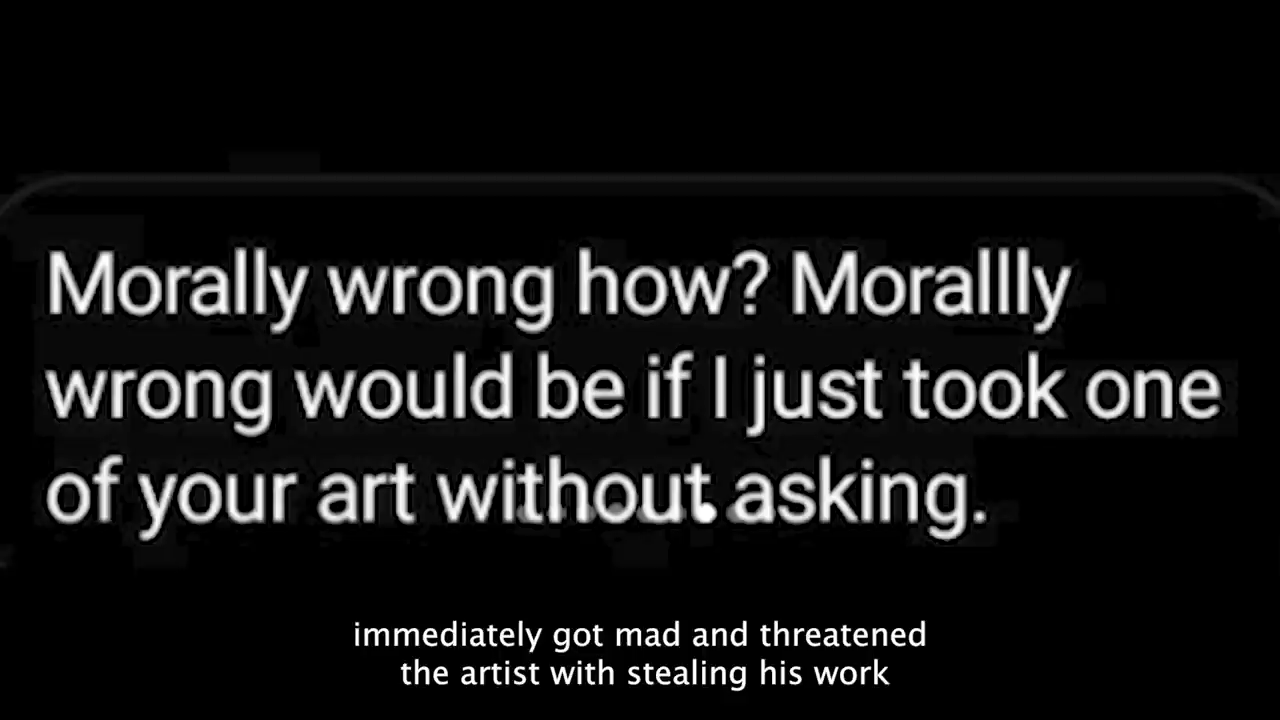 Morally wrong how? Morallly
wrong would be if I just took one
of your art without asking.
immediately got mad and threatened
the artist with stealing his work